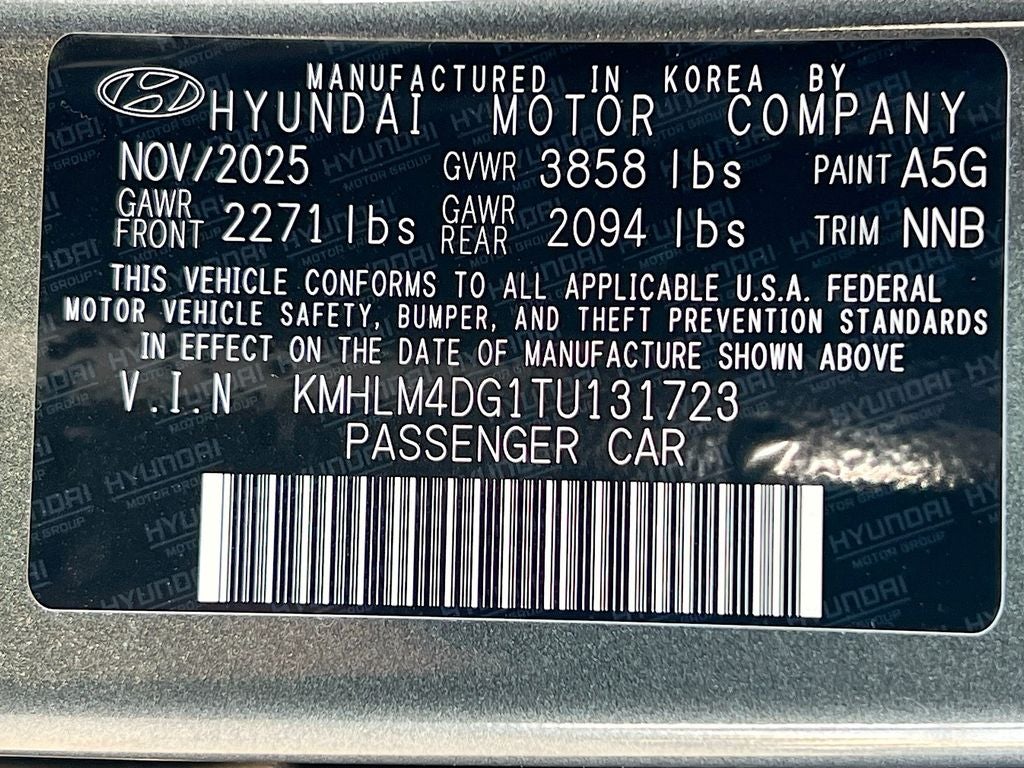 MANUFACTURED IN KOREA BY
HYUNDAI MOTOR COMPANY
NOV/2025 GVWR 3858 lbs PAINT A5G
GAWR FRONT 2271 lbs GAWR REAR 2094 lbs TRIM NNB
THIS VEHICLE CONFORMS TO ALL APPLICABLE U.S.A. FEDERAL
MOTOR VEHICLE SAFETY, BUMPER, AND THEFT PREVENTION STANDARDS
IN EFFECT ON THE DATE OF MANUFACTURE SHOWN ABOVE
V.I.N KMHLM4DG1TU131723
PASSENGER CAR